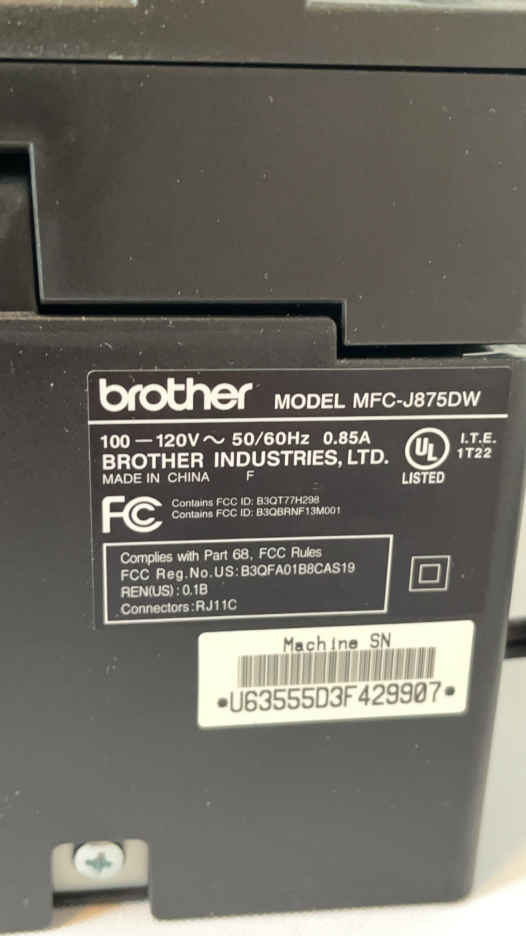 brother MODEL MFC-J875DW
100 — 120V ～ 50/60Hz 0.85A
BROTHER INDUSTRIES, LTD.
MADE IN CHINA F
UL
LISTED
I.T.E.
1T22
FC
Contains FCC ID: B3QT77H298
Contains FCC ID: B3QBRNF13M001
Complies with Part 68, FCC Rules
FCC Reg.No.US:B3QFA01B8CAS19
REN(US) : 0.1B
Connectors:RJ11C
Machine SN
•U63555D3F429907•